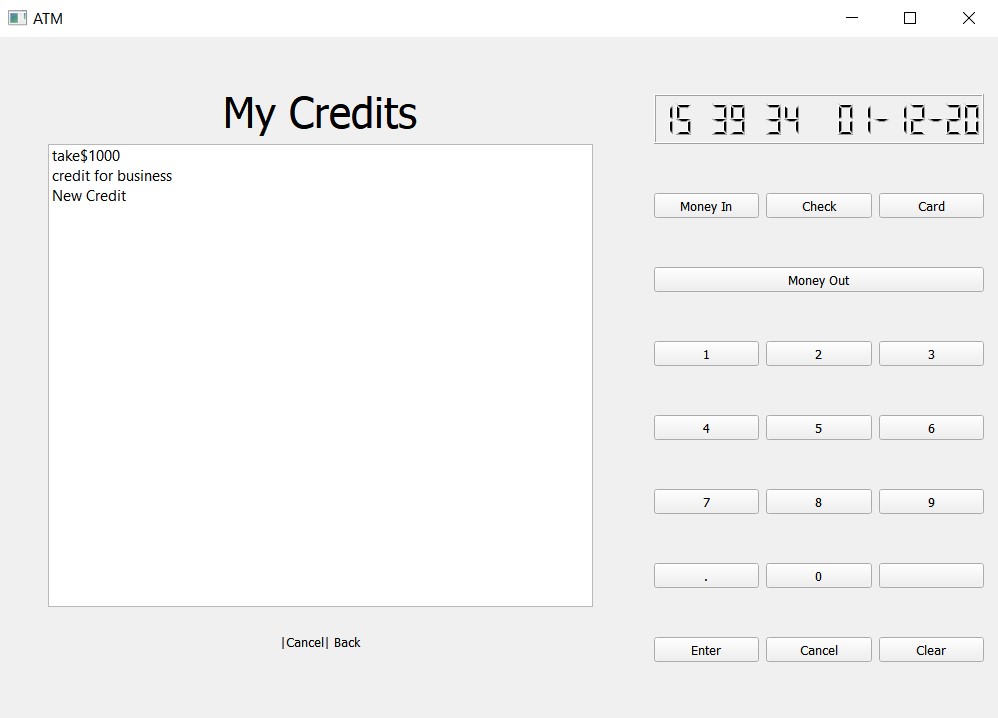 ATM
My Credits
take$1000
credit for business
New Credit
|Cancel| Back
15 39 34 01-12-20
Money In Check Card
Money Out
1 2 3
4 5 6
7 8 9
. 0
Enter Cancel Clear